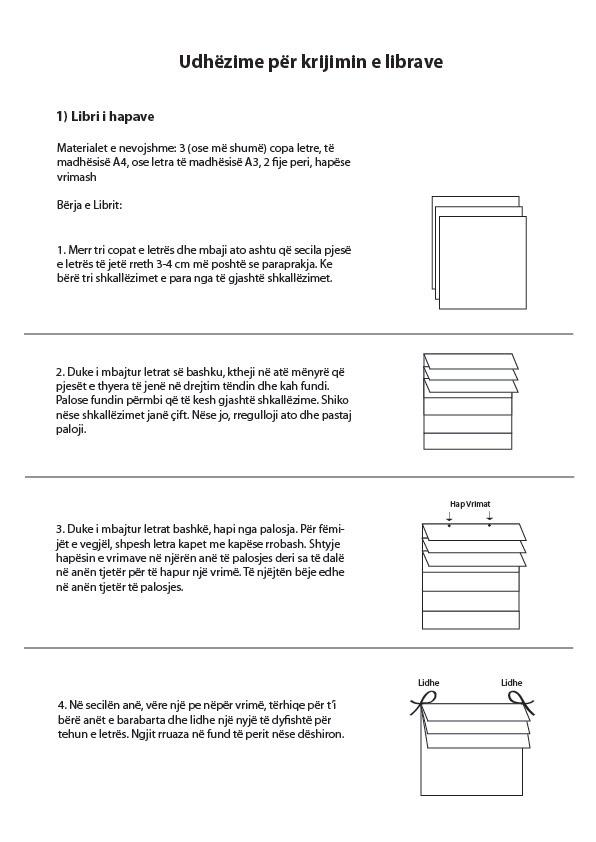 Udhëzime për krijimin e librave
1) Libri i hapave
Materialet e nevojshme: 3 (ose më shumë) copa letre, të
madhësisë A4, ose letra të madhësisë A3, 2 fije peri, hapëse
vrimash
Bërja e Librit:
1. Merr tri copat e letrës dhe mbaji ato ashtu që secila pjesë
e letrës të jetë rreth 3-4 cm më poshtë se paraprakja. Ke
bërë tri shkallëzimet e para nga të gjashtë shkallëzimet.
2. Duke i mbajtur letrat së bashku, ktheji në atë mënyrë që
pjesët e thyera të jenë në drejtim tëndin dhe kah fundi.
Palose fundin përmbi që të kesh gjashtë shkallëzime. Shiko
nëse shkallëzimet janë çift. Nëse jo, rregulloji ato dhe pastaj
paloji.
Hap Vrimat
3. Duke i mbajtur letrat bashkë, hapi nga palosja. Për fëmi-
jët e vegjël, shpesh letra kapet me kapëse rrobash. Shtyje
hapësin e vrimave në njërën anë të palosjes deri sa të dalë
në anën tjetër për të hapur një vrimë. Të njëjtën bëje edhe
në anën tjetër të palosjes.
Lidhe Lidhe
4. Në secilën anë, vëre një pe nëpër vrimë, tërhiqe për t'i
bërë anët e barabarta dhe lidhe një nyjë të dyfishtë për
tehun e letrës. Ngjit rruaza në fund të perit nëse dëshiron.